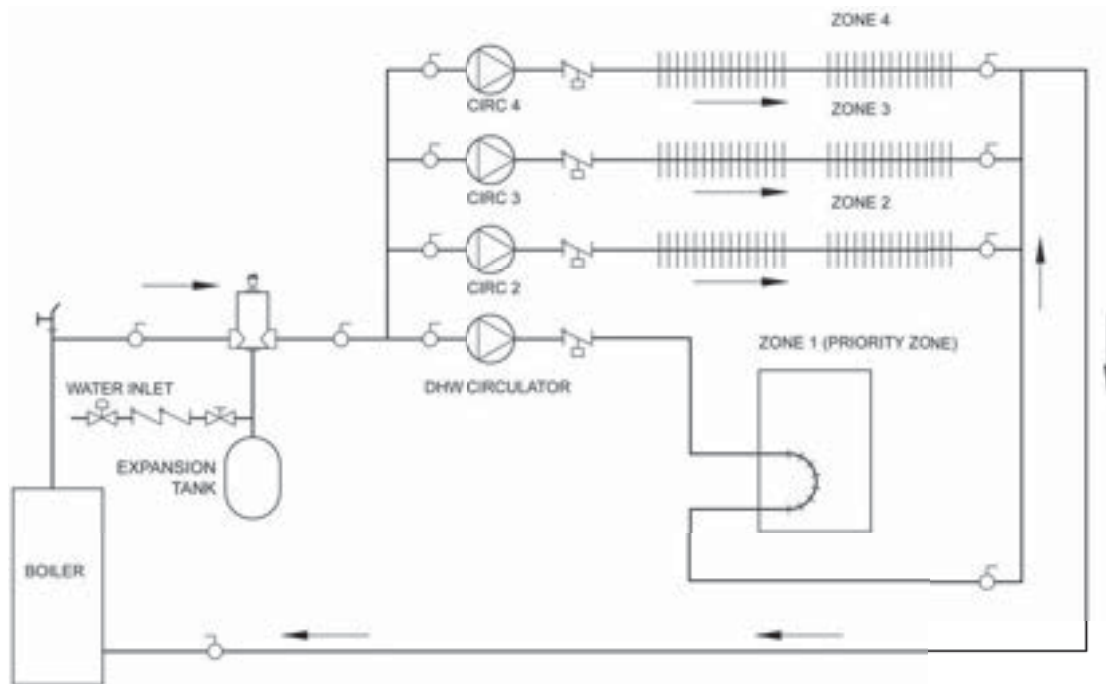 ZONE 4
CIRC 4
ZONE 3
CIRC 3
ZONE 2
CIRC 2
ZONE 1 (PRIORITY ZONE)
DHW CIRCULATOR
WATER INLET
EXPANSION
TANK
BOILER